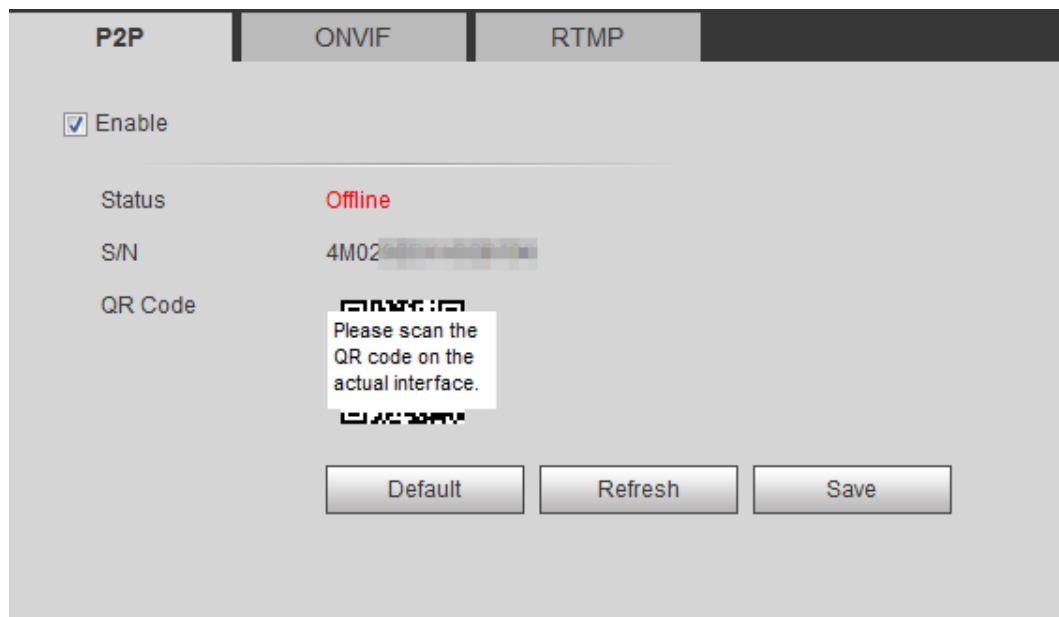 P2P ONVIF RTMP
Enable
Status Offline
S/N 4M02
QR Code
Please scan the
QR code on the
actual interface.
Default Refresh Save